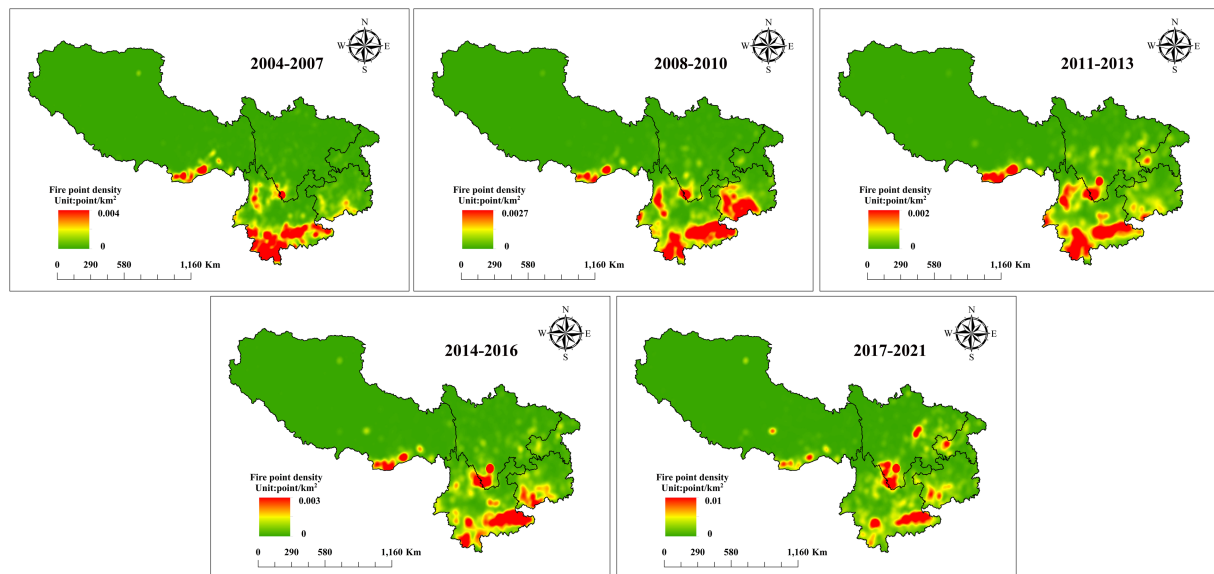 N
W E
S
2004-2007
Fire point density
Unit:point/km²
0.004
0
0 290 580 1,160 Km
N
W E
S
2008-2010
Fire point density
Unit:point/km²
0.0027
0
0 290 580 1,160 Km
N
W E
S
2011-2013
Fire point density
Unit:point/km²
0.002
0
0 290 580 1,160 Km
N
W E
S
2014-2016
Fire point density
Unit:point/km²
0.003
0
0 290 580 1,160 Km
N
W E
S
2017-2021
Fire point density
Unit:point/km²
0.01
0
0 290 580 1,160 Km